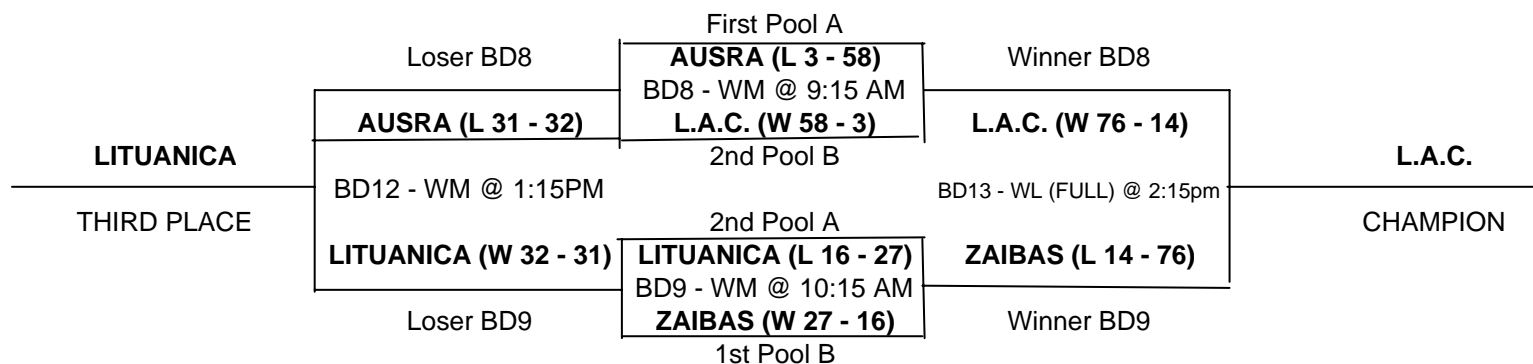 First Pool A
Loser BD8
AUSRA (L 3 - 58)
Winner BD8
BD8 - WM @ 9:15 AM
AUSRA (L 31 - 32)
L.A.C. (W 58 - 3)
L.A.C. (W 76 - 14)
LITUANICA
2nd Pool B
L.A.C.
BD12 - WM @ 1:15PM
BD13 - WL (FULL) @ 2:15pm
THIRD PLACE
2nd Pool A
CHAMPION
LITUANICA (W 32 - 31)
LITUANICA (L 16 - 27)
ZAIBAS (L 14 - 76)
BD9 - WM @ 10:15 AM
Loser BD9
ZAIBAS (W 27 - 16)
Winner BD9
1st Pool B